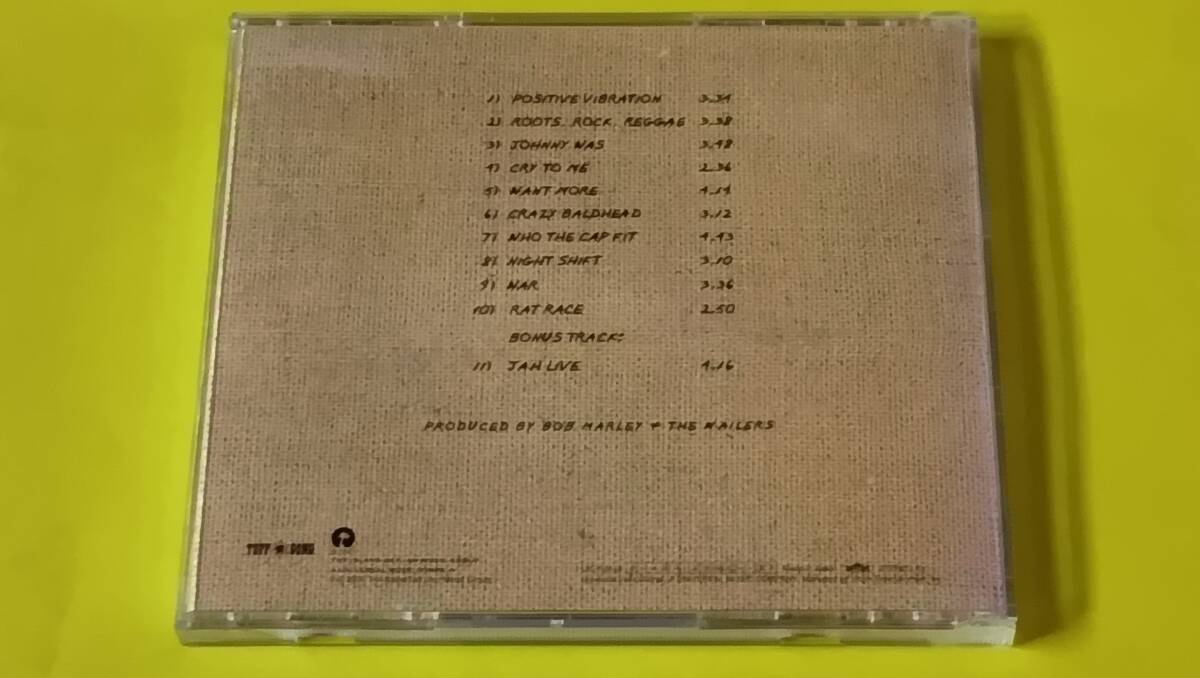 1) POSITIVE VIBRATION 3.34
2) ROOTS, ROCK, REGGAE 3.38
3) JOHNNY WAS 3.48
4) CRY TO ME 2.36
5) WANT MORE 4.14
6) CRAZY BALDHEAD 3.12
7) WHO THE CAP FIT 4.43
8) NIGHT SHIFT 3.10
9) WAR 3.36
10) RAT RACE 2.50
BONUS TRACK:
11) JAH LIVE 4.16
PRODUCED BY BOB MARLEY + THE WAILERS
TUFF GONG